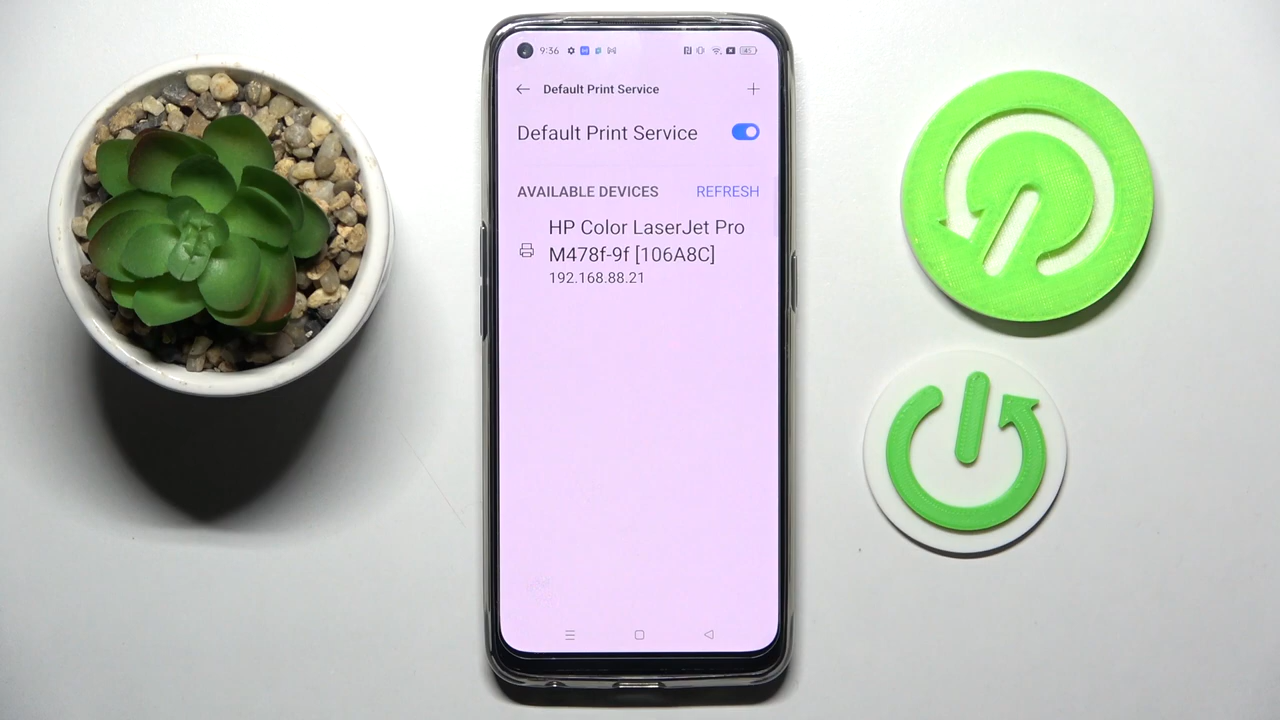 9:36
Default Print Service
Default Print Service
AVAILABLE DEVICES REFRESH
HP Color LaserJet Pro
M478f-9f [106A8C]
192.168.88.21